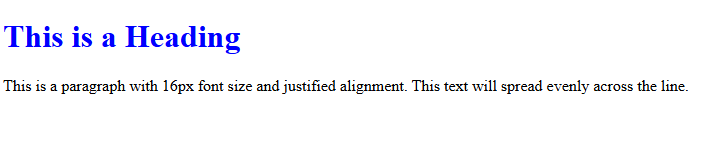 This is a Heading
This is a paragraph with 16px font size and justified alignment. This text will spread evenly across the line.